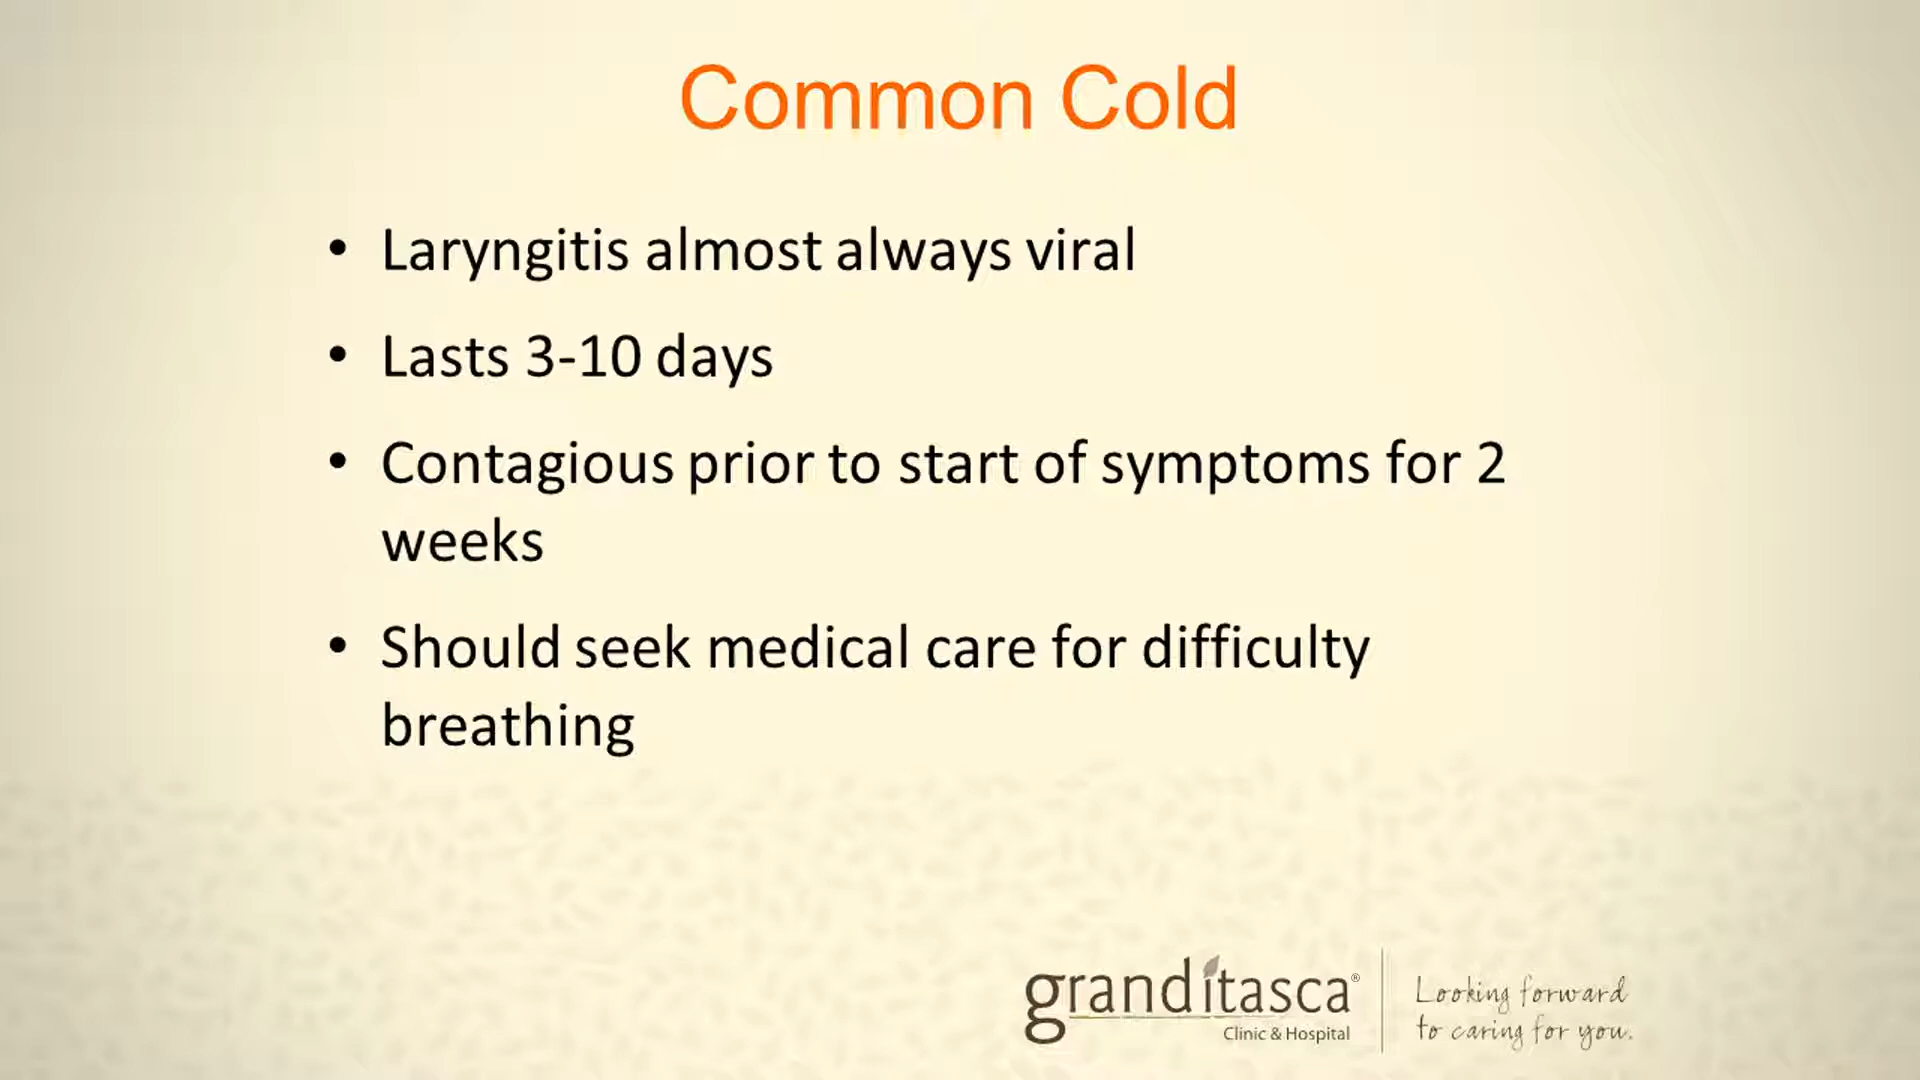 Common Cold
• Laryngitis almost always viral
• Lasts 3-10 days
• Contagious prior to start of symptoms for 2
weeks
• Should seek medical care for difficulty
breathing
granditasca®
Clinic & Hospital
Looking forward
to caring for you.